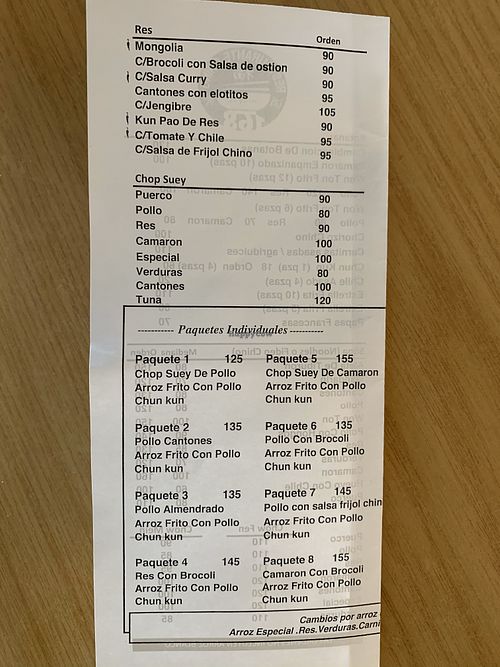 Res Orden
Mongolia 90
C/Brocoli con Salsa de ostion 90
C/Salsa Curry 90
Cantones con elotitos 95
C/Jengibre 105
Kun Pao De Res 90
C/Tomate Y Chile 95
C/Salsa de Frijol Chino 95
Chop Suey
Puerco 90
Pollo 80
Res 90
Camaron 100
Especial 100
Verduras 80
Cantones 100
Tuna 120
----------- Paquetes Individuales -----------
happycow
Paquete 1 125
Chop Suey De Pollo
Arroz Frito Con Pollo
Chun kun
Paquete 2 135
Pollo Cantones
Arroz Frito Con Pollo
Chun kun
Paquete 3 135
Pollo Almendrado
Arroz Frito Con Pollo
Chun kun
Paquete 4 145
Res Con Brocoli
Arroz Frito Con Pollo
Chun kun
Paquete 5 155
Chop Suey De Camaron
Arroz Frito Con Pollo
Chun kun
Paquete 6 135
Pollo Con Brocoli
Arroz Frito Con Pollo
Chun kun
Paquete 7 145
Pollo con salsa frijol chin
Arroz Frito Con Pollo
Chun kun
Paquete 8 155
Camaron Con Brocoli
Arroz Frito Con Pollo
Chun kun
Cambios por arroz
Arroz Especial .Res.Verduras.Carni